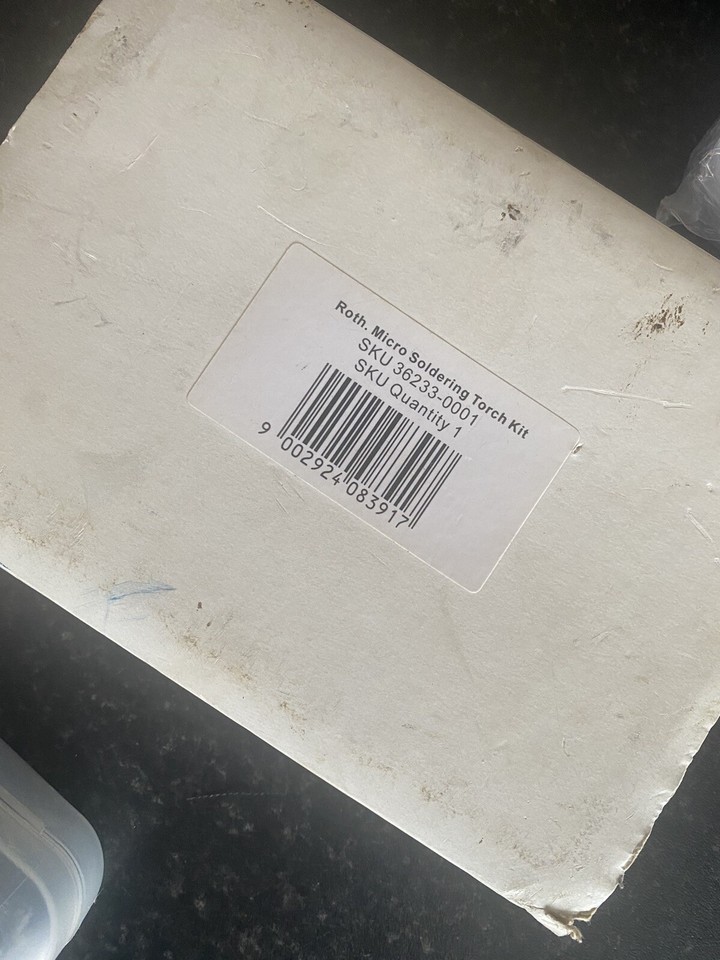 Roth. Micro Soldering Torch Kit
SKU 36233-0001
SKU Quantity 1
9 002924 083917